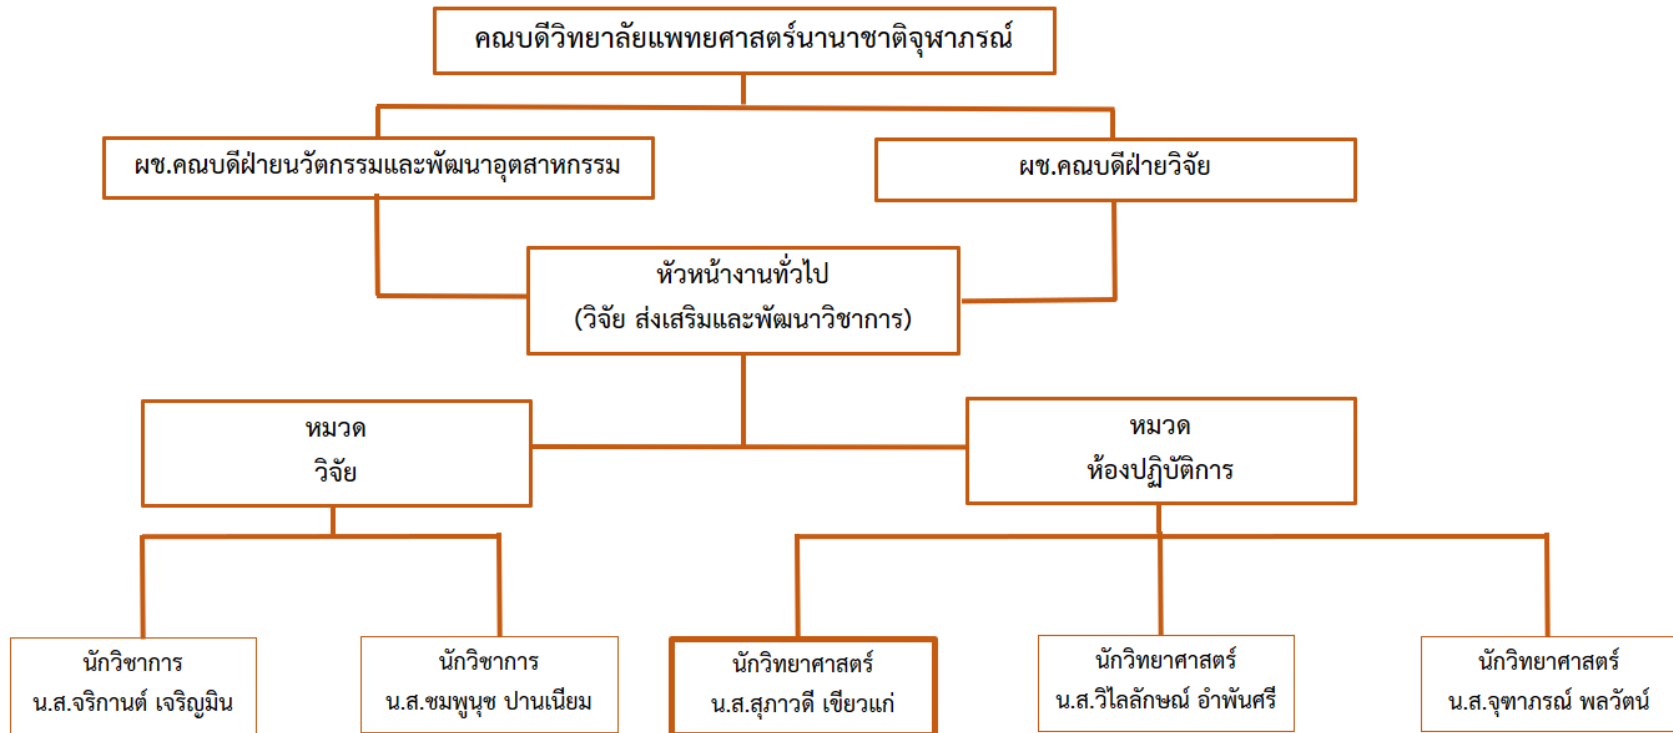 คณบดีวิทยาลัยแพทยศาสตร์นานาชาติจุฬาภรณ์
ผช.คณบดีฝ่ายนวัตกรรมและพัฒนาอุตสาหกรรม
ผช.คณบดีฝ่ายวิจัย
หัวหน้างานทั่วไป
(วิจัย ส่งเสริมและพัฒนาวิชาการ)
หมวด
วิจัย
หมวด
ห้องปฏิบัติการ
นักวิชาการ
น.ส.จริกานต์ เจริญมิน
นักวิชาการ
น.ส.ชมพูนุช ปานเนียม
นักวิทยาศาสตร์
น.ส.สุภาวดี เขียวแก่
นักวิทยาศาสตร์
น.ส.วิไลลักษณ์ อำพันศรี
นักวิทยาศาสตร์
น.ส.จุฑาภรณ์ พลวัตน์